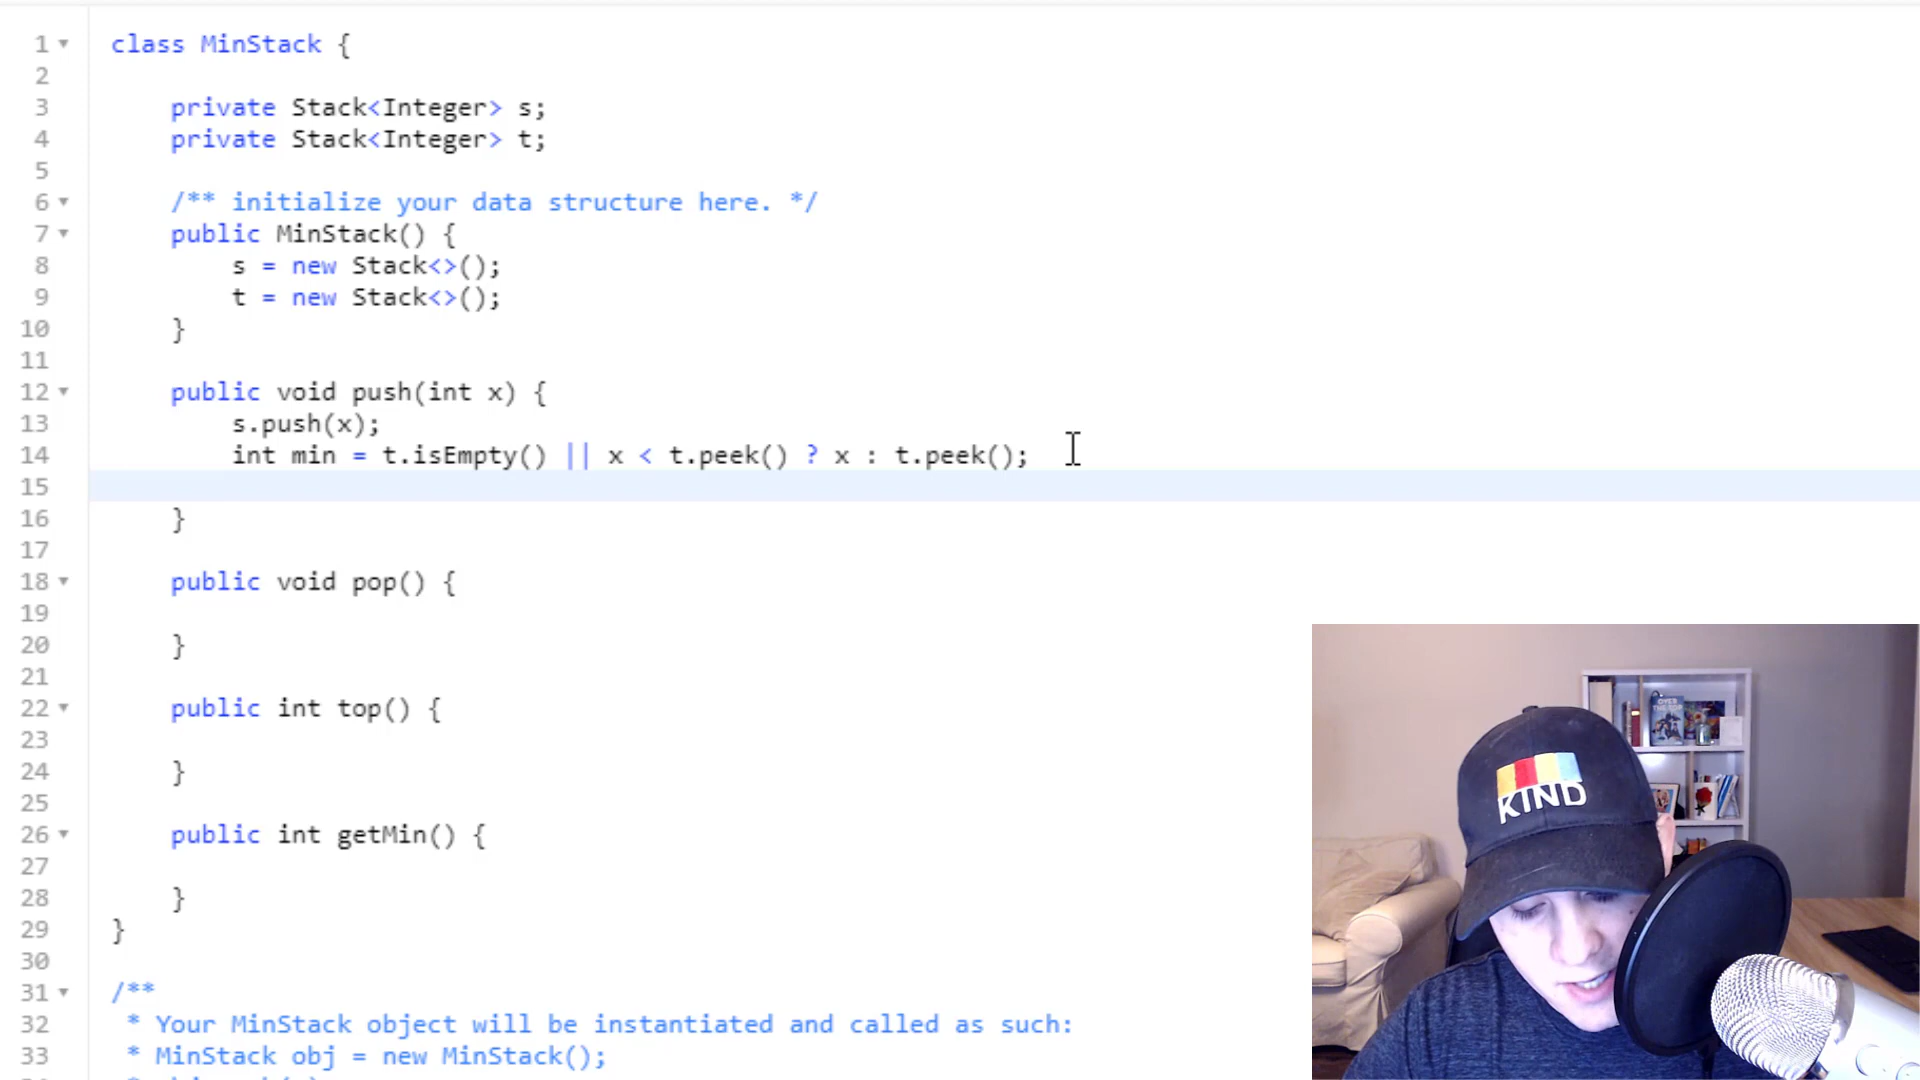 1 class MinStack {
2
3 private Stack<Integer> s;
4 private Stack<Integer> t;
5
6 /** initialize your data structure here. */
7 public MinStack() {
8 s = new Stack<>();
9 t = new Stack<>();
10 }
11
12 public void push(int x) {
13 s.push(x);
14 int min = t.isEmpty() || x < t.peek() ? x : t.peek();
15
16 }
17
18 public void pop() {
19
20 }
21
22 public int top() {
23
24 }
25
26 public int getMin() {
27
28 }
29 }
30
31 /**
32 * Your MinStack object will be instantiated and called as such:
33 * MinStack obj = new MinStack();
OVER
THE TOP
KIND